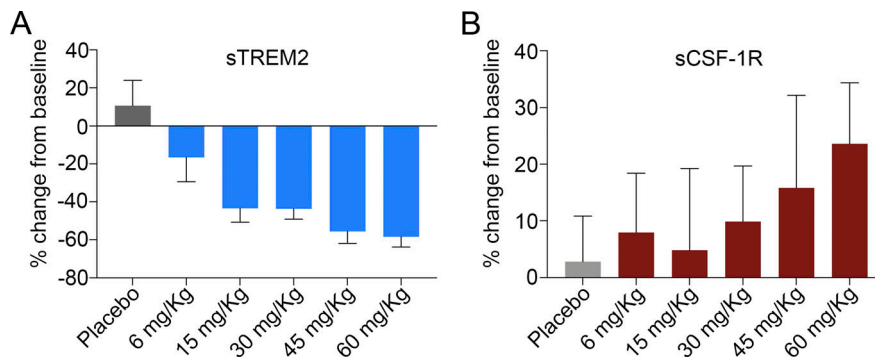 A
sTREM2
% change from baseline
40
20
0
-20
-40
-60
-80
Placebo
6 mg/Kg
15 mg/Kg
30 mg/Kg
45 mg/Kg
60 mg/Kg
B
sCSF-1R
% change from baseline
40
30
20
10
0
Placebo
6 mg/Kg
15 mg/Kg
30 mg/Kg
45 mg/Kg
60 mg/Kg